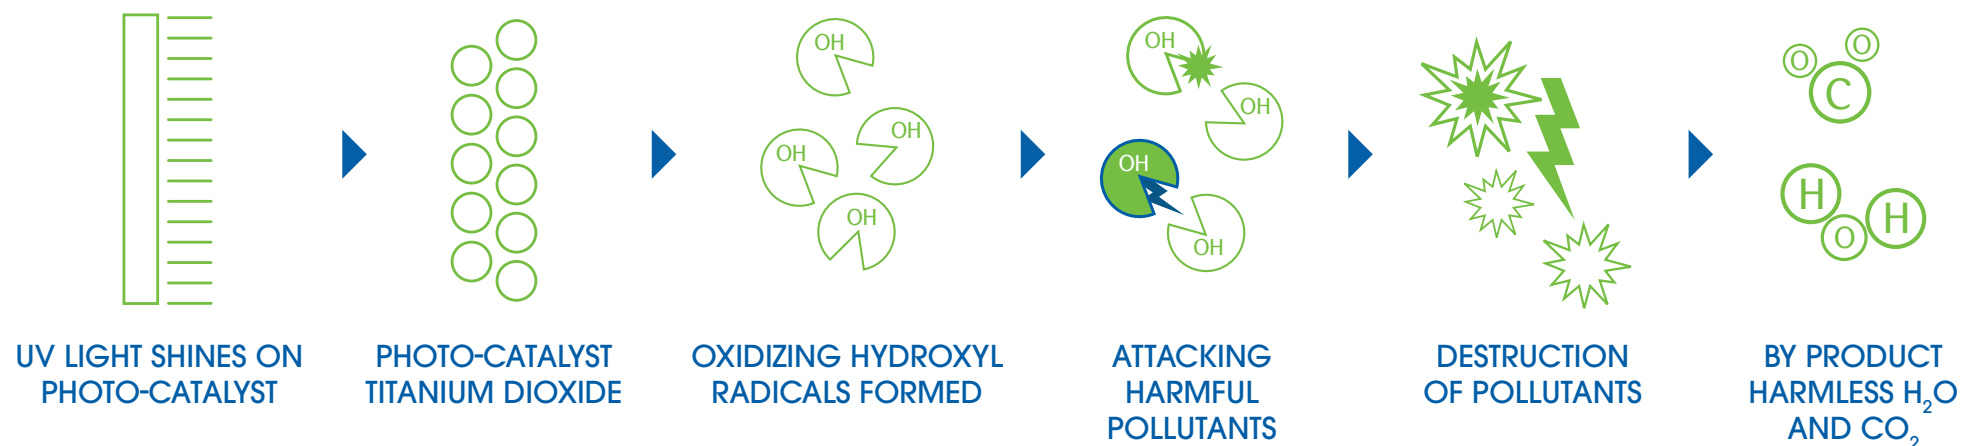 OH
OH
OH
OH
OH
OH
OH
OH
O
O
C
H
O
H
UV LIGHT SHINES ON
PHOTO-CATALYST
PHOTO-CATALYST
TITANIUM DIOXIDE
OXIDIZING HYDROXYL
RADICALS FORMED
ATTACKING
HARMFUL
POLLUTANTS
DESTRUCTION
OF POLLUTANTS
BY PRODUCT
HARMLESS H₂O
AND CO₂